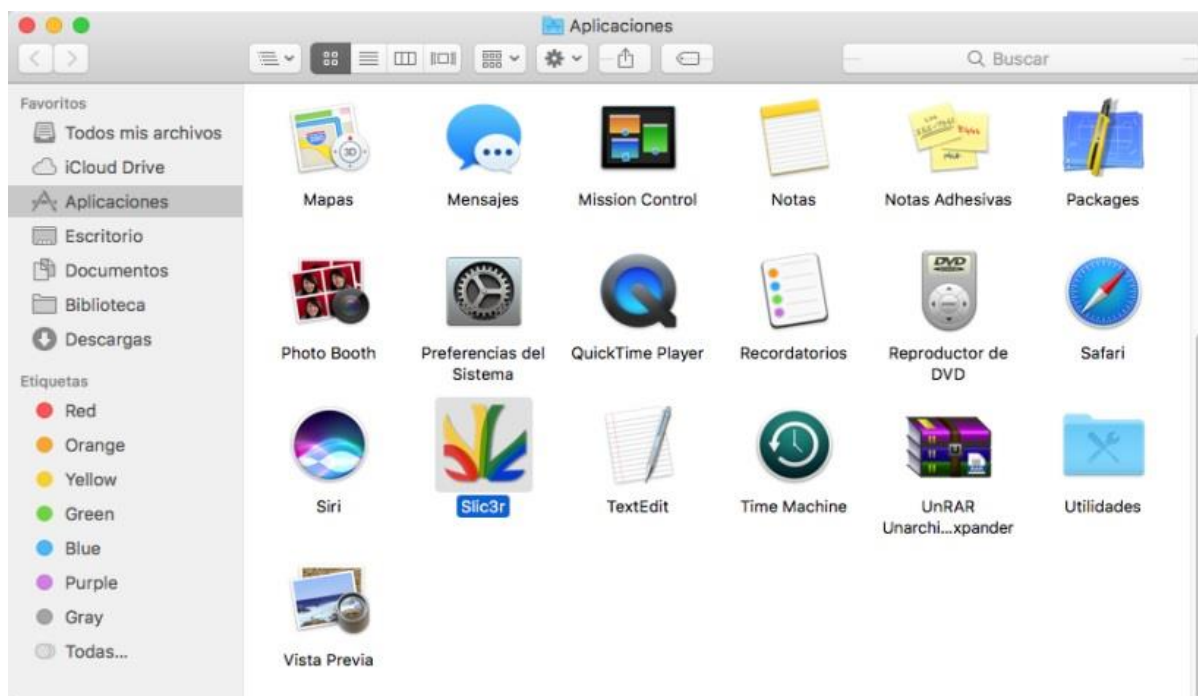 Aplicaciones
Buscar
Favoritos
Todos mis archivos
iCloud Drive
Aplicaciones
Escritorio
Documentos
Biblioteca
Descargas
Etiquetas
Red
Orange
Yellow
Green
Blue
Purple
Gray
Todas...
Mapas
Mensajes
Mission Control
Notas
Notas Adhesivas
Packages
Photo Booth
Preferencias del
Sistema
QuickTime Player
Recordatorios
Reproductor de
DVD
Safari
Siri
Slic3r
TextEdit
Time Machine
UnRAR
Unarchi...xpander
Utilidades
Vista Previa
3D
DVD